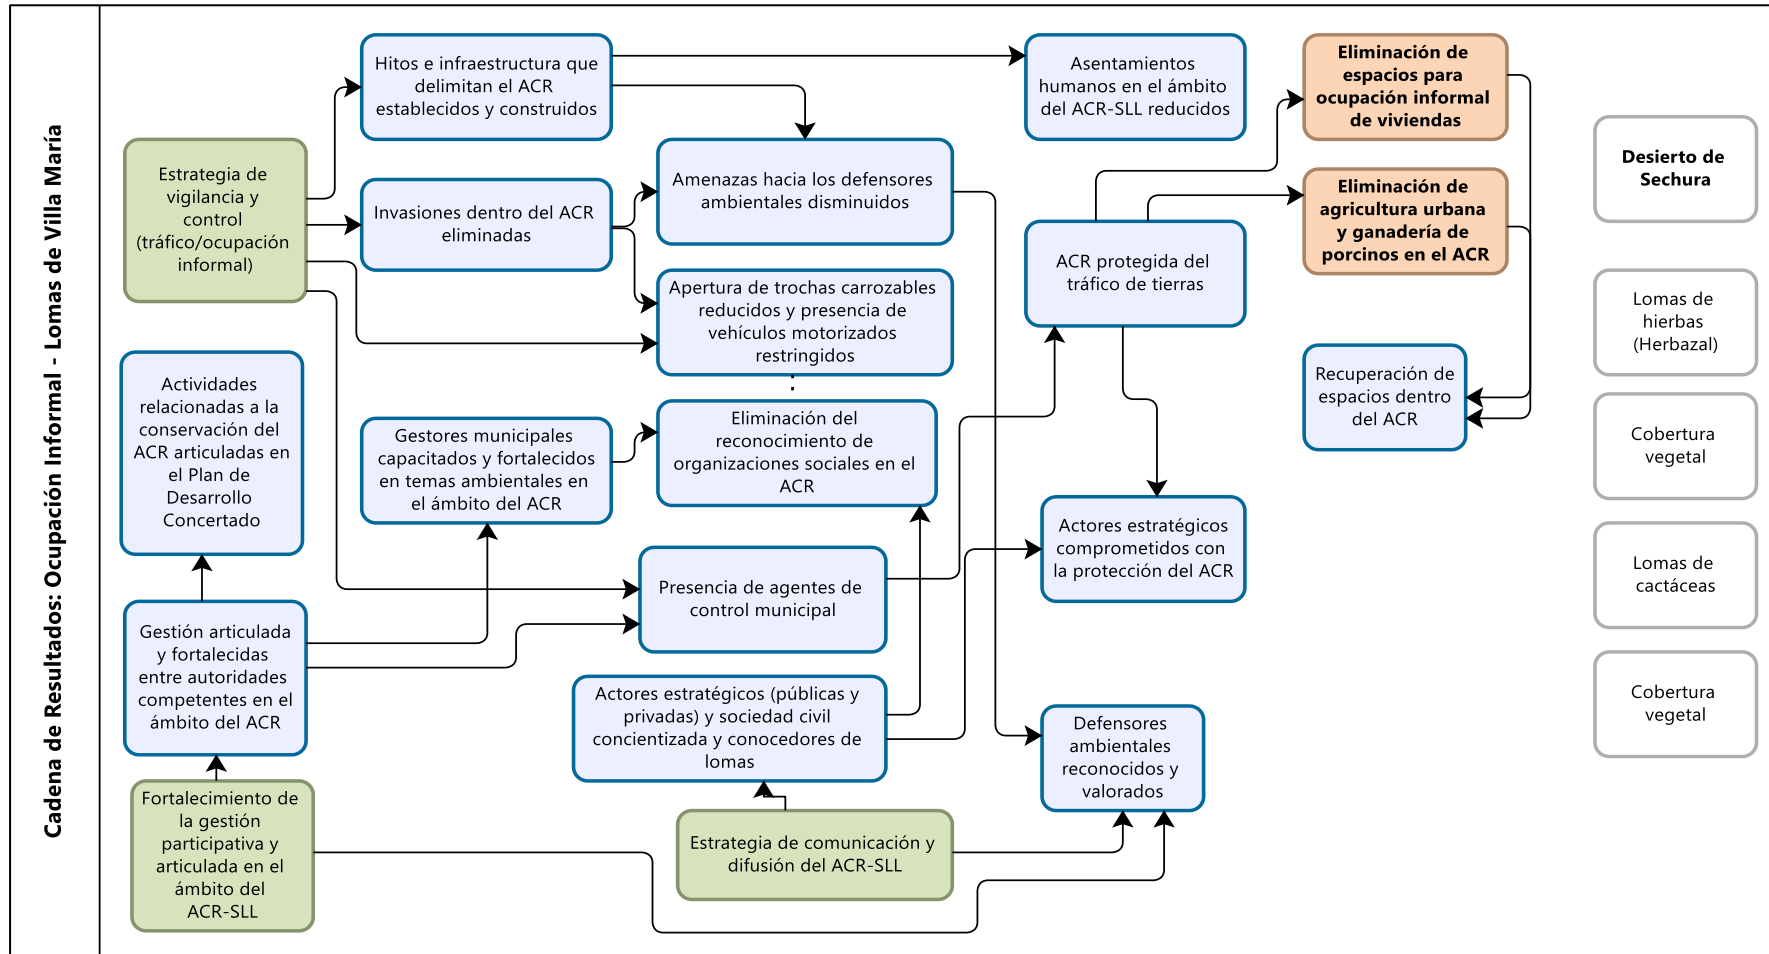 Cadena de Resultados: Ocupación Informal - Lomas de Villa María
Estrategia de
vigilancia y
control
(tráfico/ocupación
informal)
Actividades
relacionadas a la
conservación del
ACR articuladas en
el Plan de
Desarrollo
Concertado
Gestión articulada
y fortalecidas
entre autoridades
competentes en el
ámbito del ACR
Fortalecimiento de
la gestión
participativa y
articulada en el
ámbito del
ACR-SLL
Hitos e infraestructura que
delimitan el ACR
establecidos y construidos
Invasiones dentro del ACR
eliminadas
Gestores municipales
capacitados y fortalecidos
en temas ambientales en
el ámbito del ACR
Amenazas hacia los defensores
ambientales disminuidos
Apertura de trochas carrozables
reducidos y presencia de
vehículos motorizados
restringidos
Eliminación del
reconocimiento de
organizaciones sociales en el
ACR
Presencia de agentes de
control municipal
Actores estratégicos (públicas y
privadas) y sociedad civil
concientizada y conocedores de
lomas
Estrategia de comunicación y
difusión del ACR-SLL
Asentamientos
humanos en el ámbito
del ACR-SLL reducidos
ACR protegida del
tráfico de tierras
Actores estratégicos
comprometidos con
la protección del ACR
Defensores
ambientales
reconocidos y
valorados
Eliminación de
espacios para
ocupación informal
de viviendas
Eliminación de
agricultura urbana
y ganadería de
porcinos en el ACR
Recuperación de
espacios dentro
del ACR
Desierto de
Sechura
Lomas de
hierbas
(Herbazal)
Cobertura
vegetal
Lomas de
cactáceas
Cobertura
vegetal